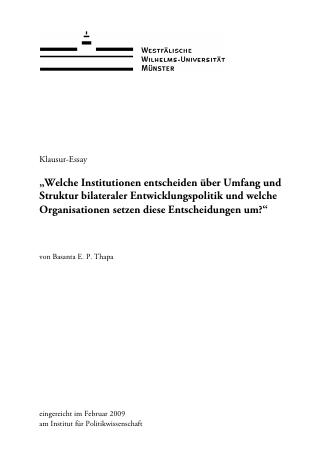 Westfälische
Wilhelms-Universität
Münster
Klausur-Essay
„Welche Institutionen entscheiden über Umfang und
Struktur bilateraler Entwicklungspolitik und welche
Organisationen setzen diese Entscheidungen um?“
von Basanta E. P. Thapa
eingereicht im Februar 2009
am Institut für Politikwissenschaft